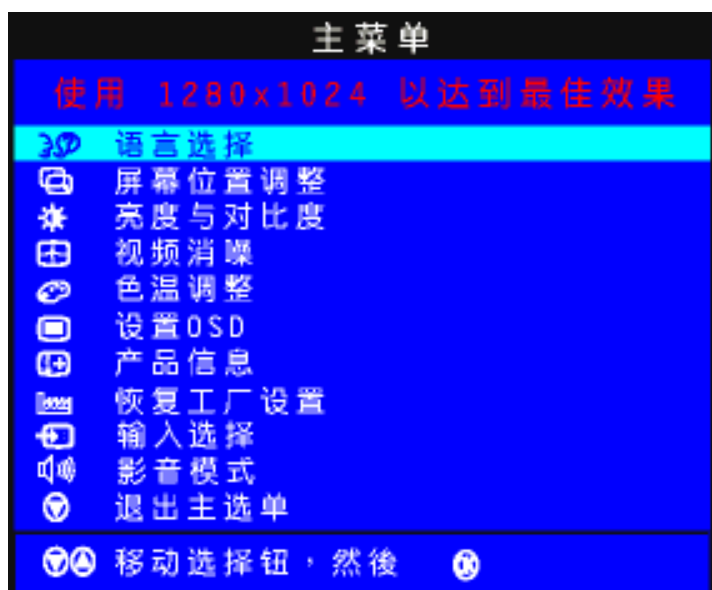 主菜单
使用 1280x1024 以达到最佳效果
语言选择
屏幕位置调整
亮度与对比度
视频消噪
色温调整
设置OSD
产品信息
恢复工厂设置
输入选择
影音模式
退出主选单
移动选择钮，然後 OK